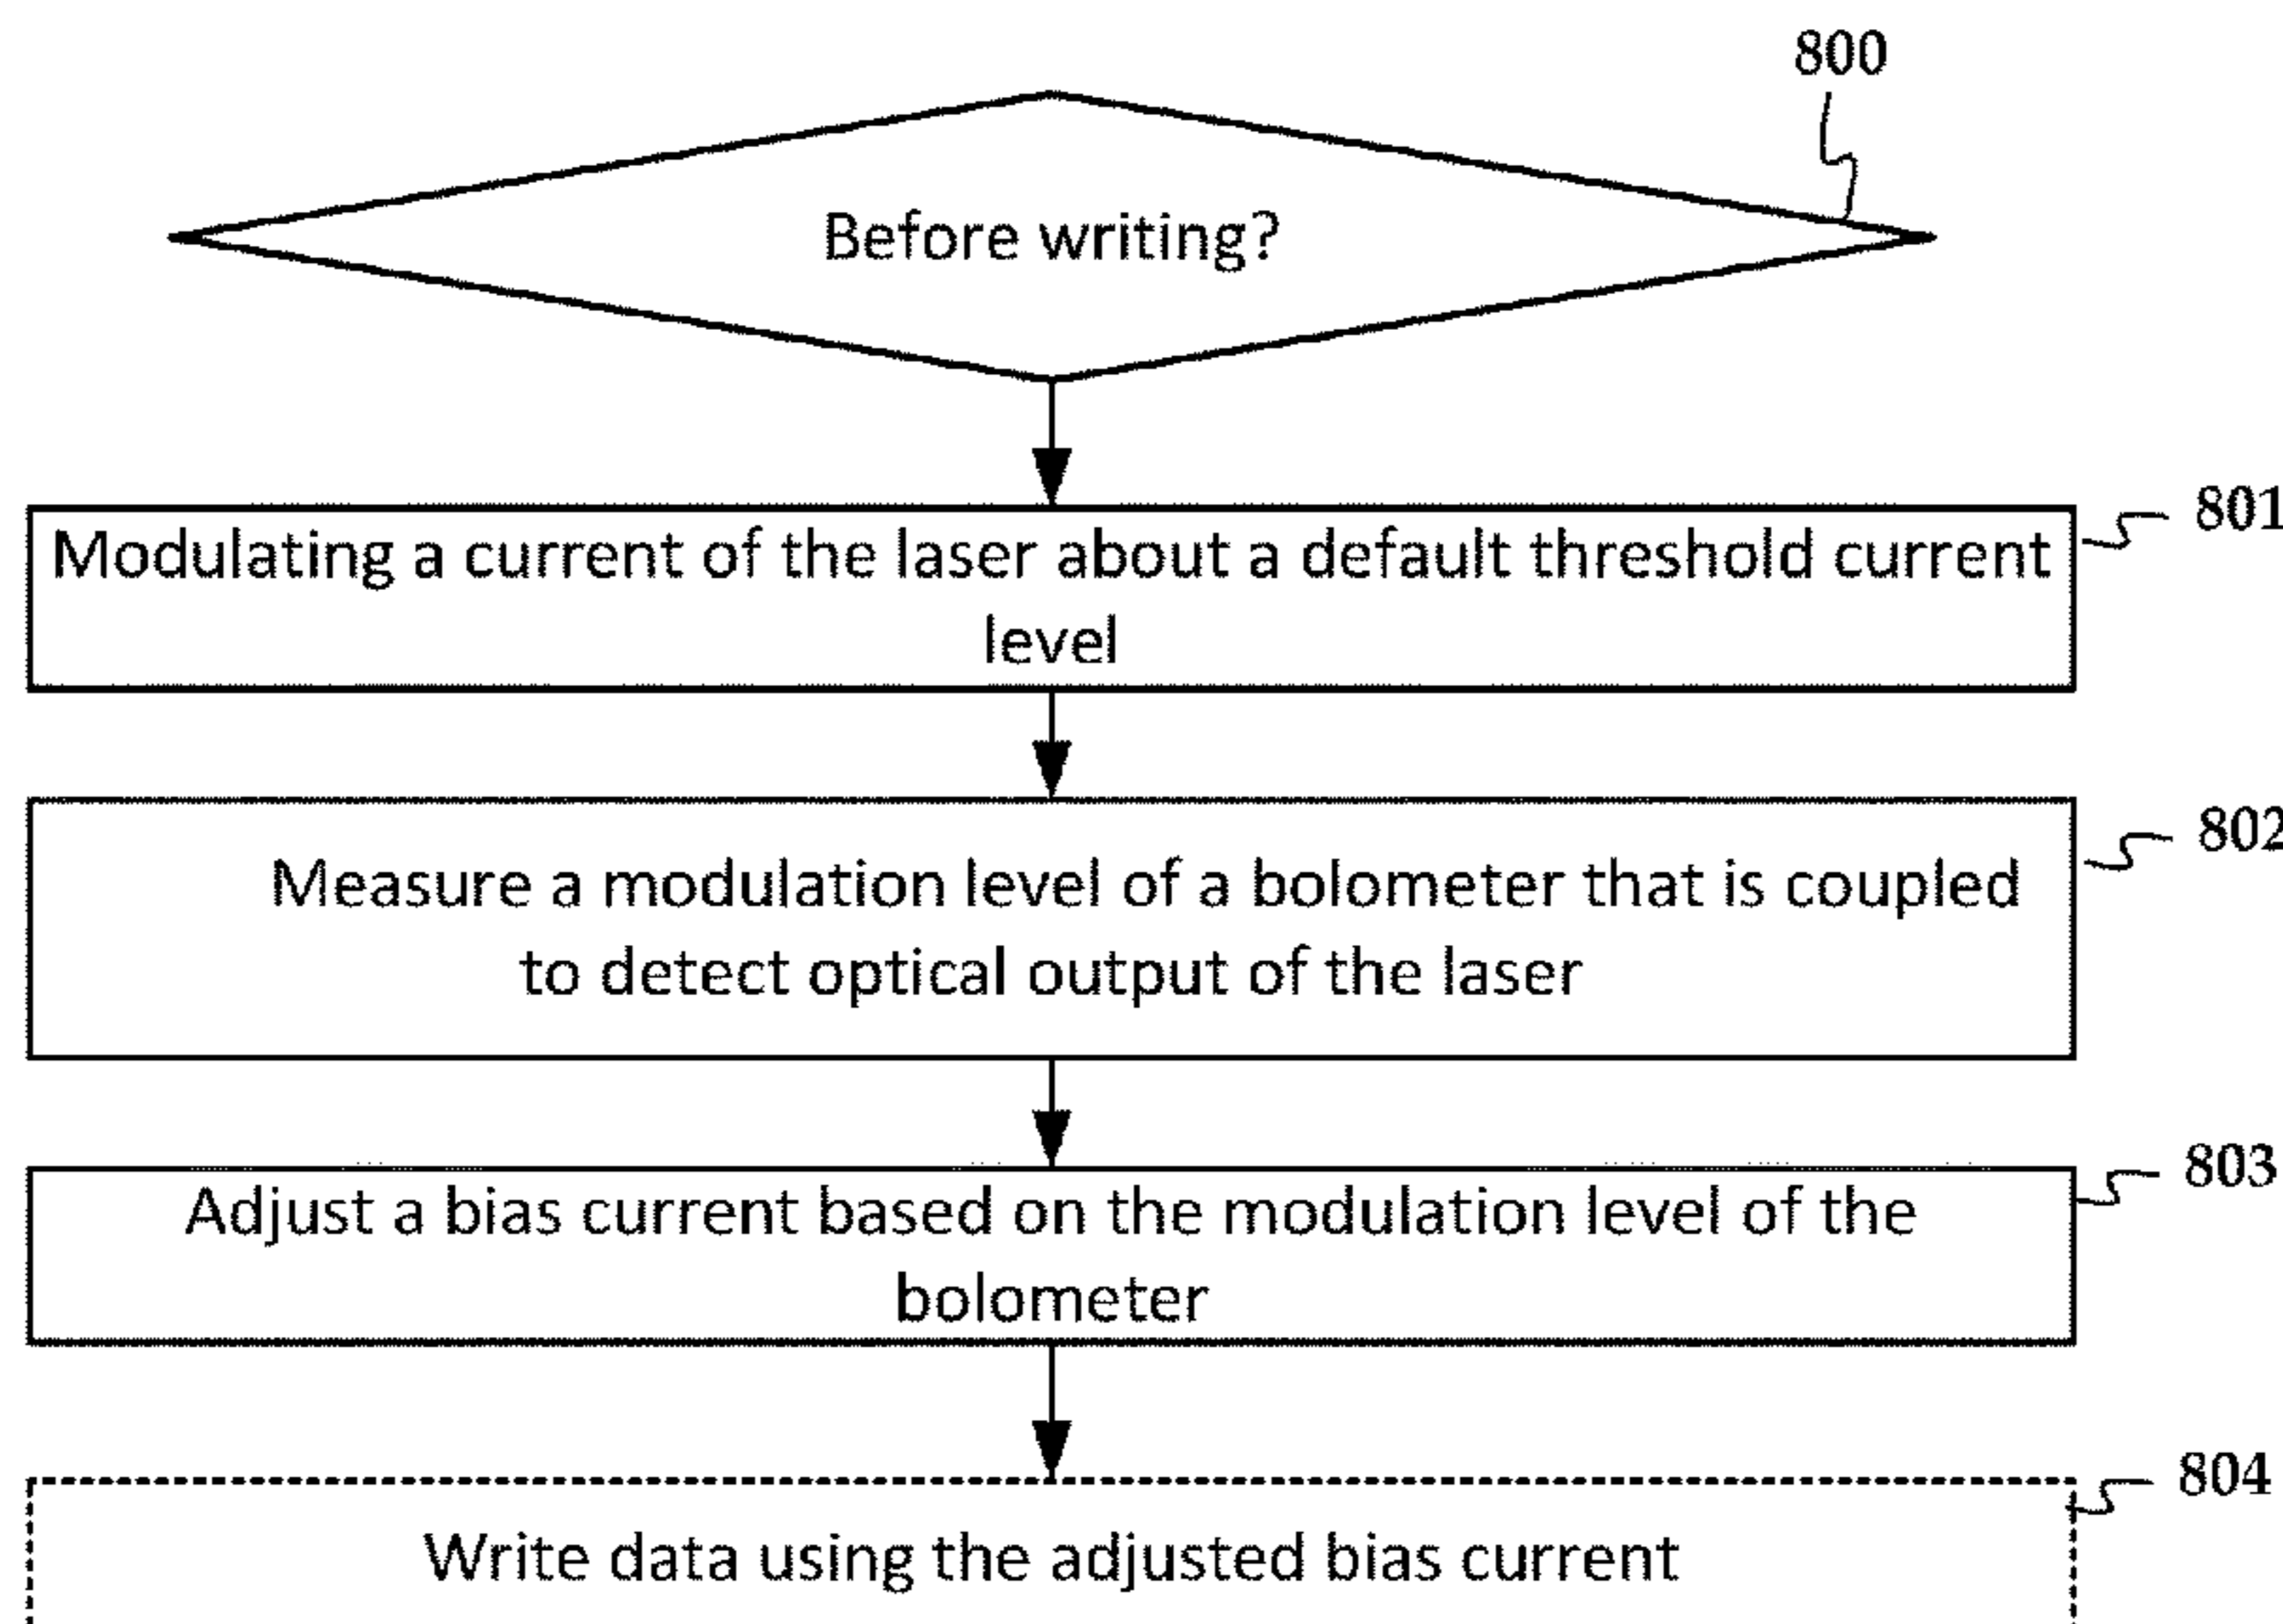 800
Before writing?
801
Modulating a current of the laser about a default threshold current
level
802
Measure a modulation level of a bolometer that is coupled
to detect optical output of the laser
803
Adjust a bias current based on the modulation level of the
bolometer
804
Write data using the adjusted bias current